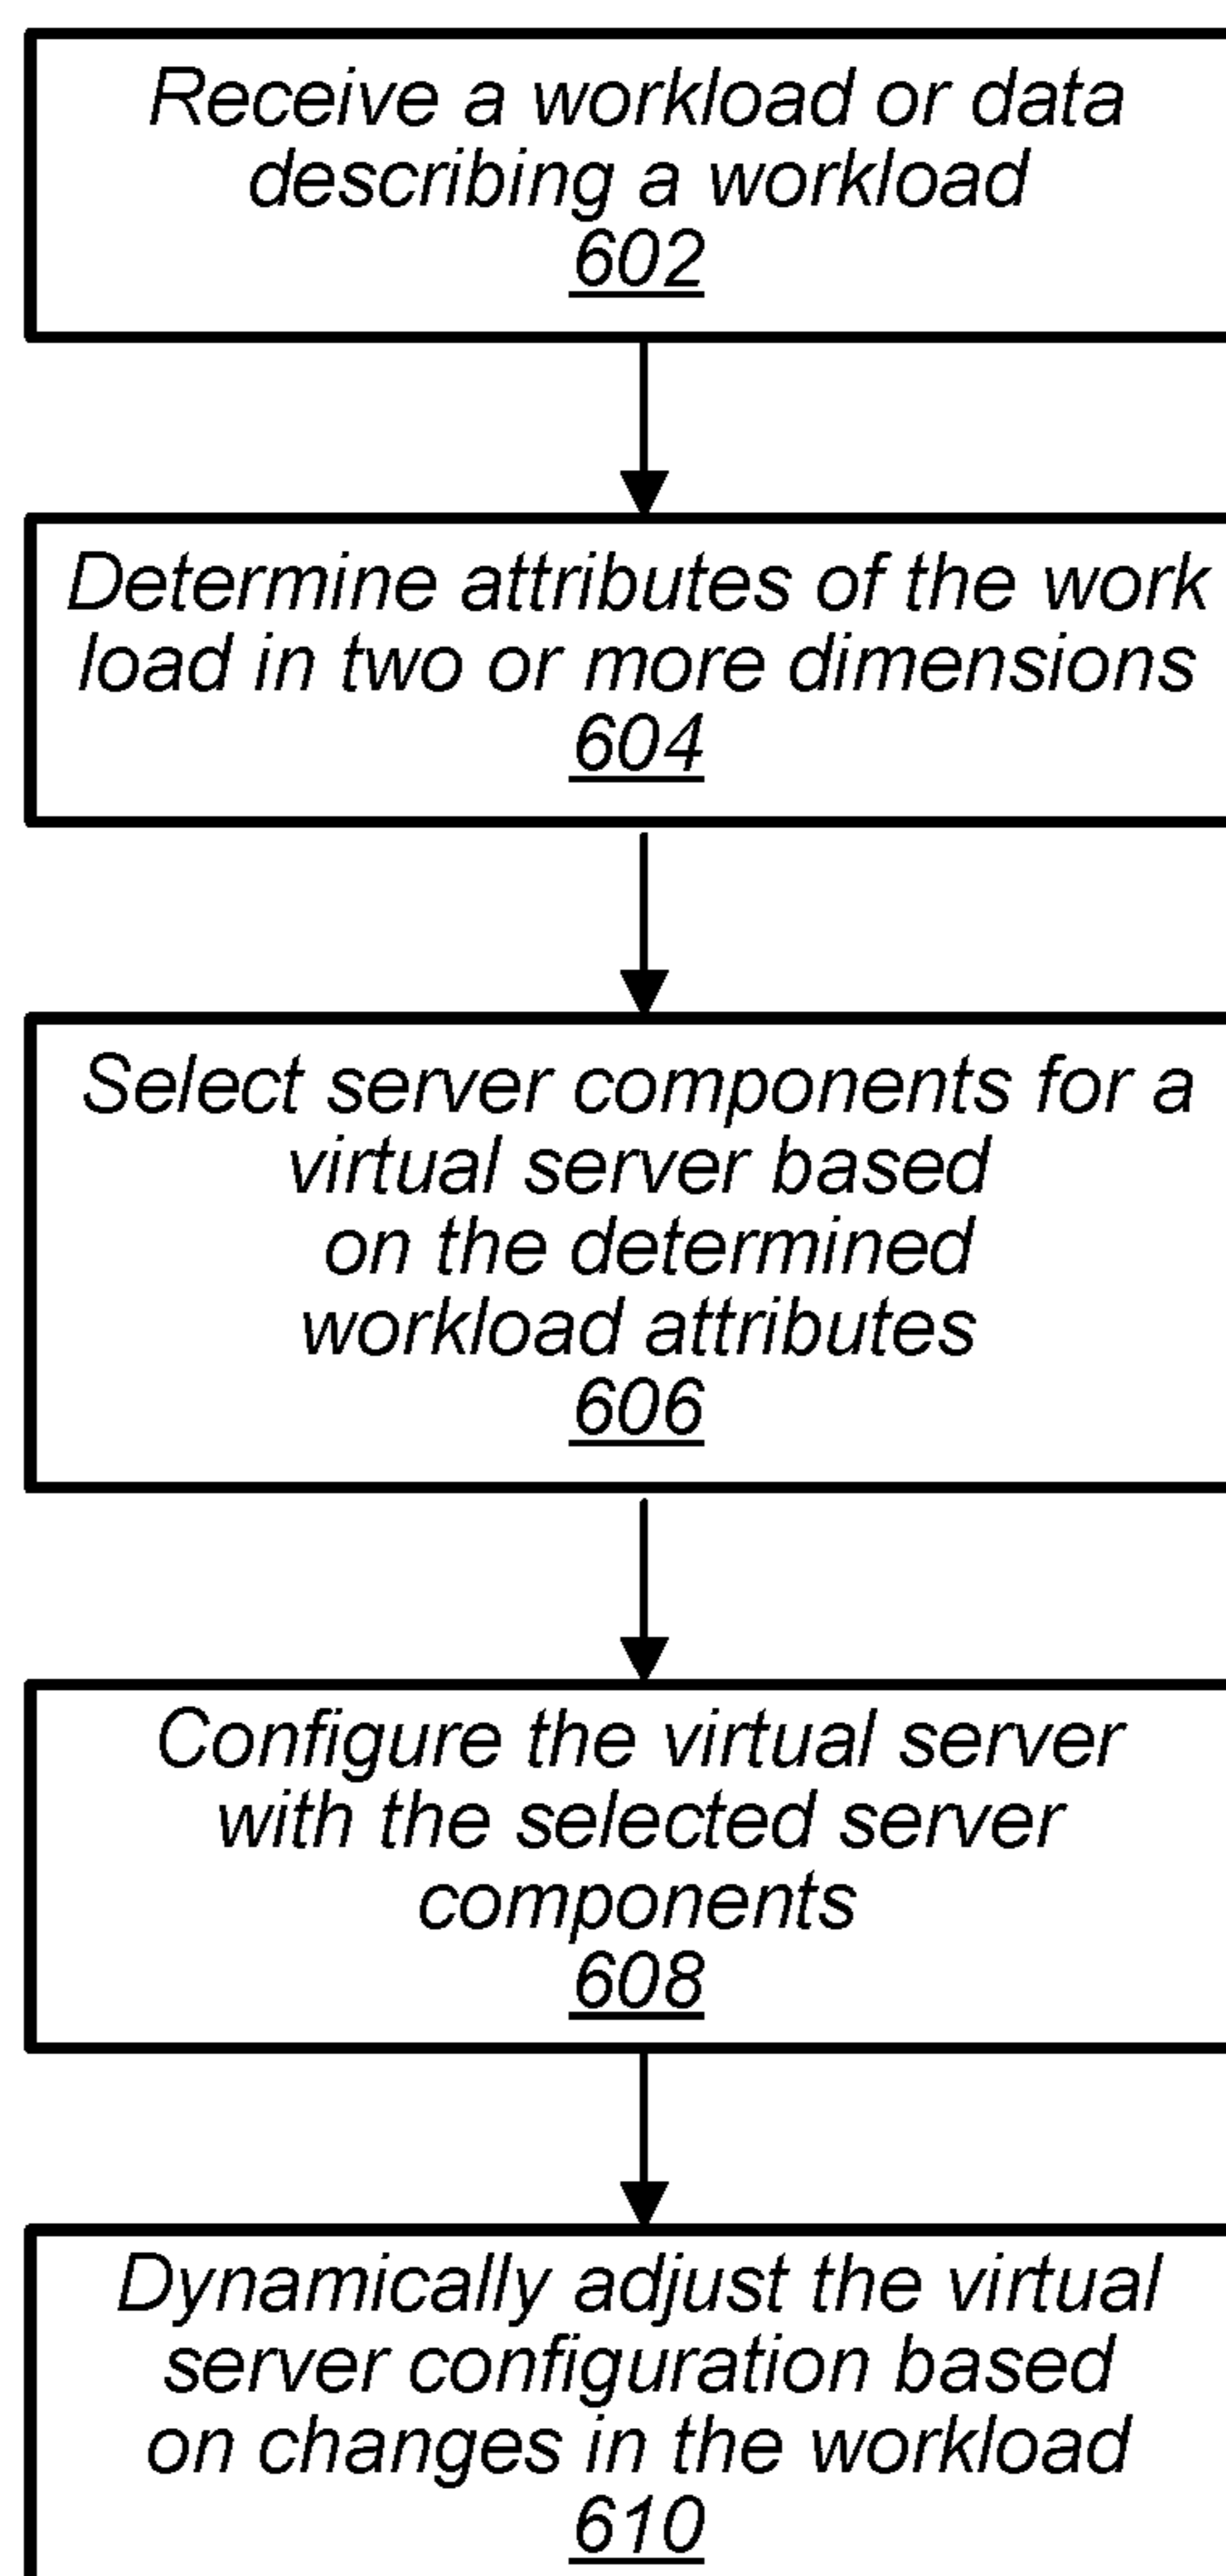 Receive a workload or data
describing a workload
602
Determine attributes of the work
load in two or more dimensions
604
Select server components for a
virtual server based
on the determined
workload attributes
606
Configure the virtual server
with the selected server
components
608
Dynamically adjust the virtual
server configuration based
on changes in the workload
610